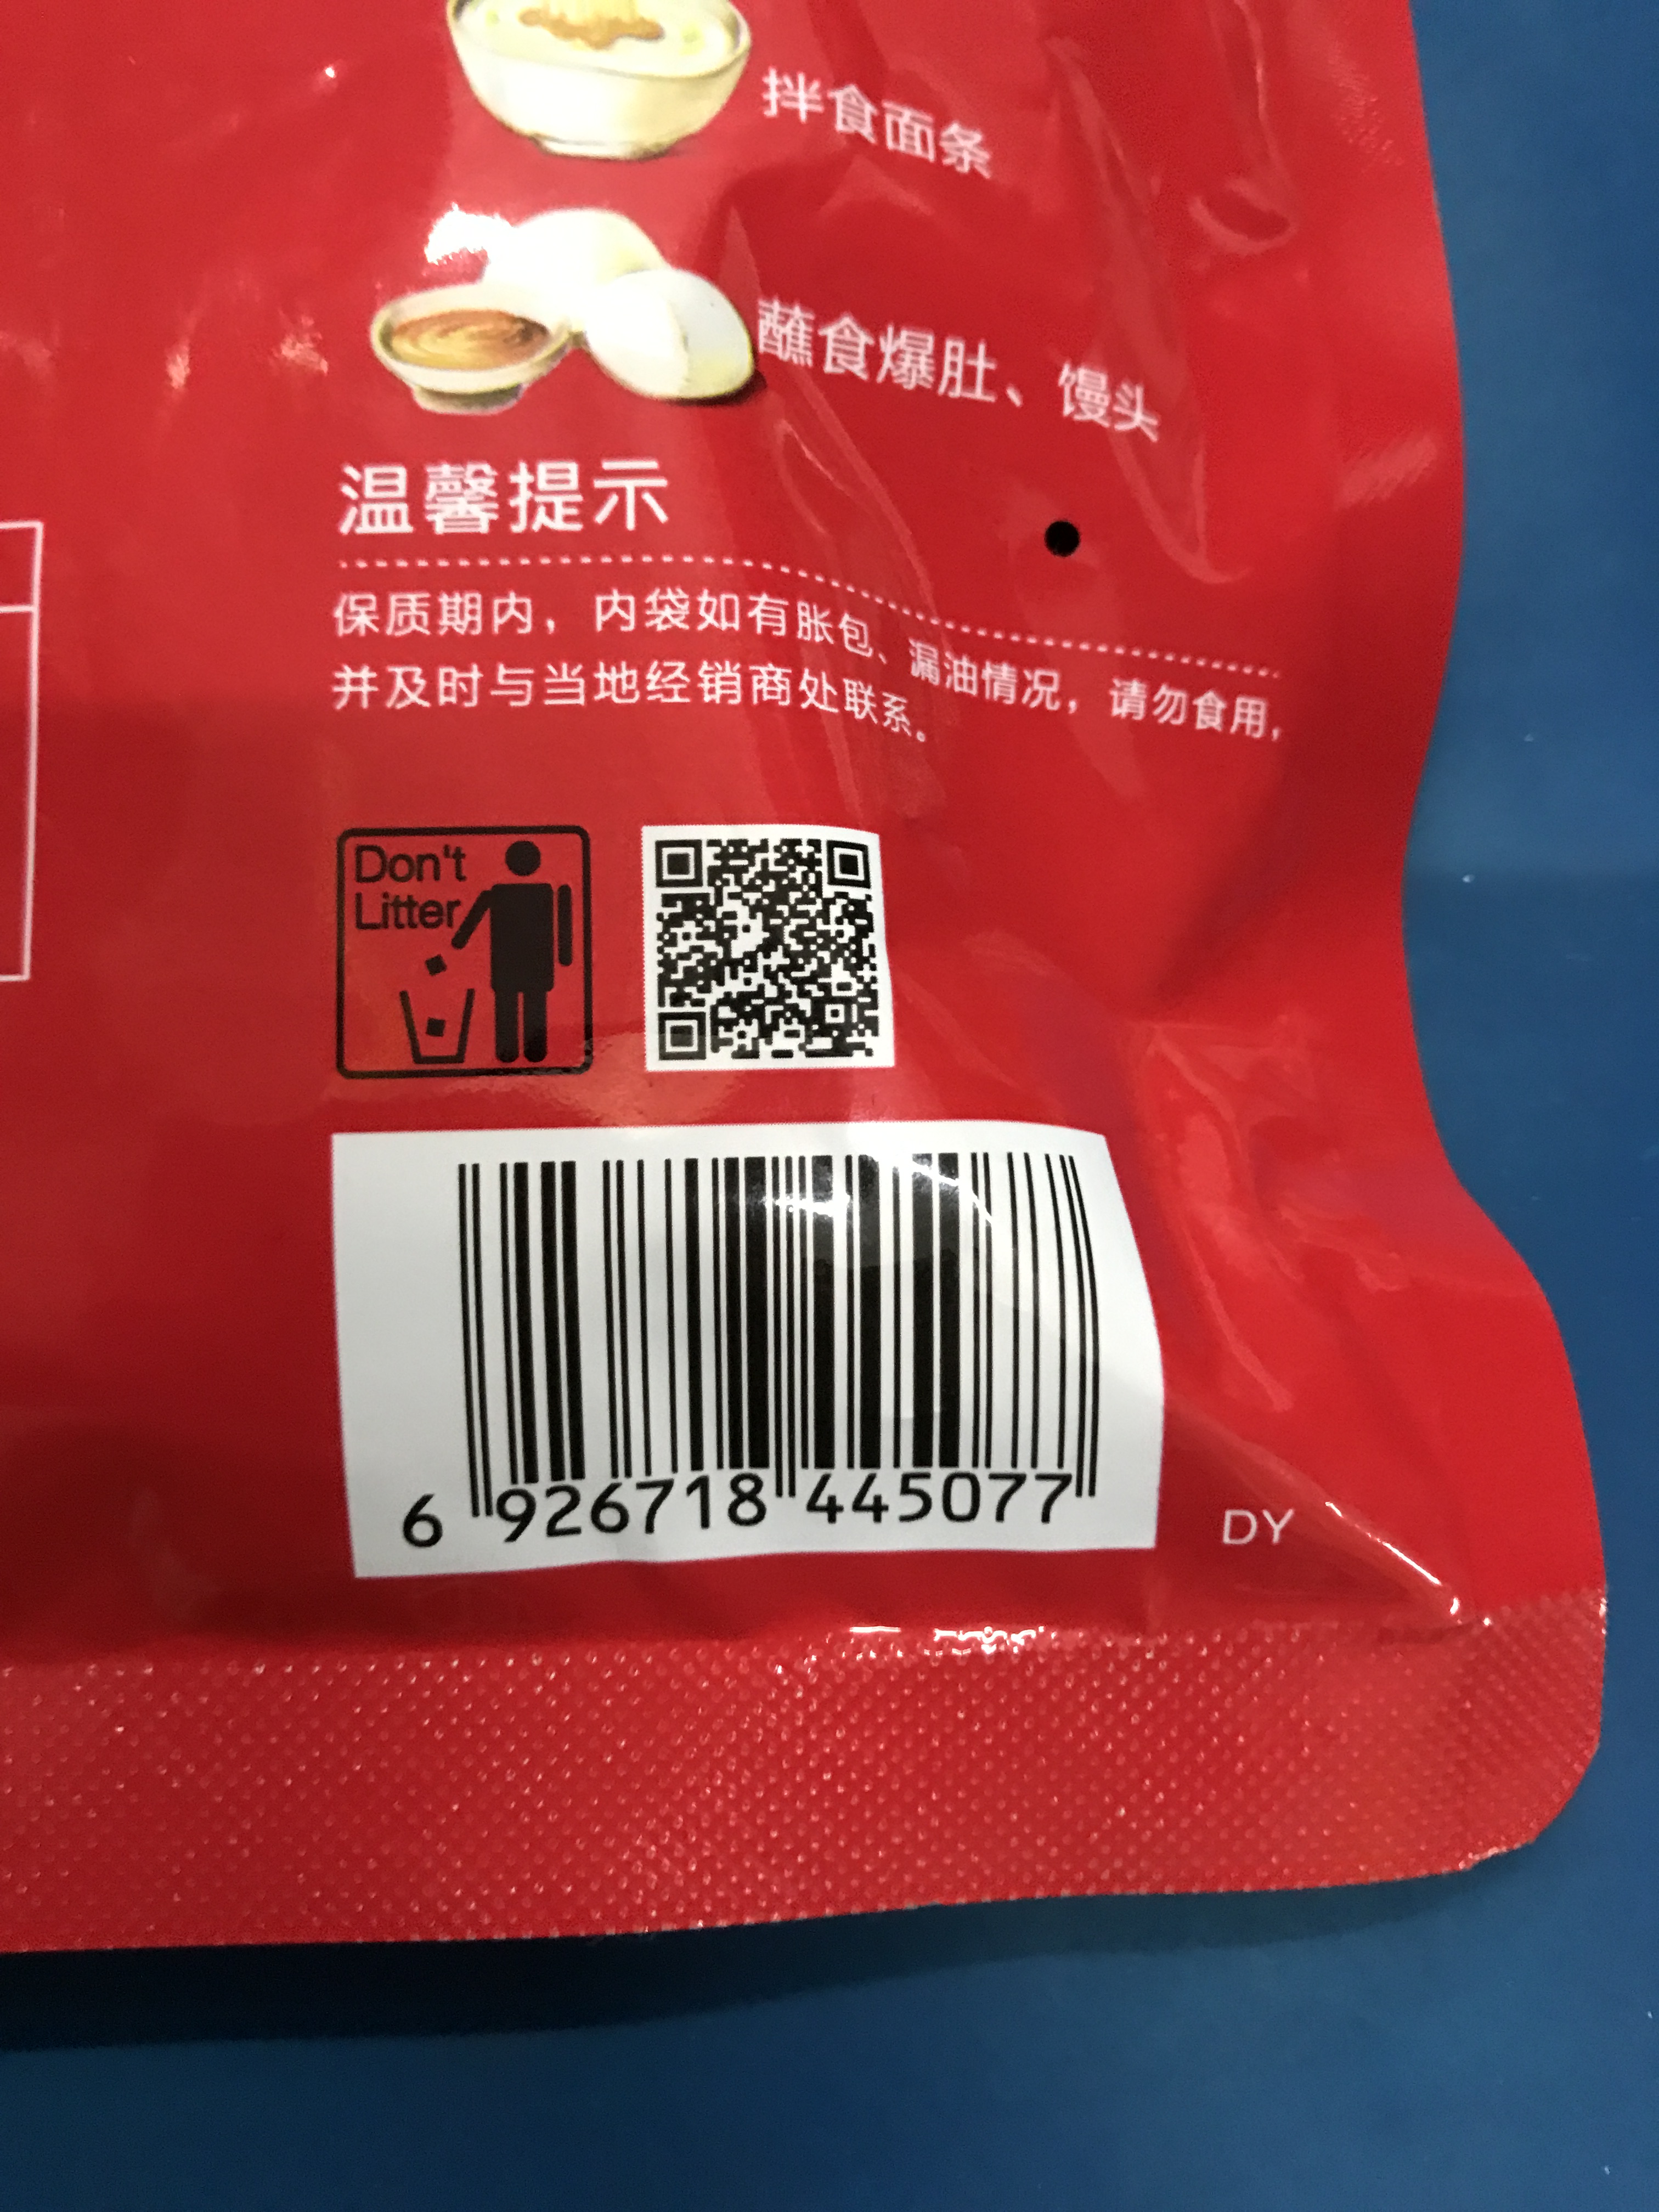 拌食面条
蘸食爆肚、馒头
温馨提示
保质期内，内袋如有胀包、漏油情况，请勿食用，
并及时与当地经销商处联系。
Don't
Litter
6 926718 445077
DY